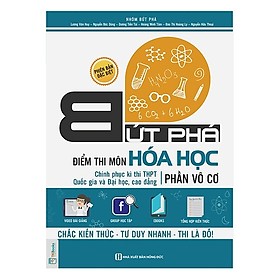 NHÓM BỨT PHÁ
PHIÊN BẢN
ĐẶC BIỆT
BỨT PHÁ
ĐIỂM THI MÔN HÓA HỌC
Chinh phục kì thi THPT
Quốc gia và Đại học, cao đẳng
PHẦN VÔ CƠ
VIDEO BÀI GIẢNG
GROUP HỌC TẬP
EBOOKS
TỔNG HỢP KIẾN THỨC
CHẮC KIẾN THỨC - TƯ DUY NHANH - THI LÀ ĐỖ!
NHÀ XUẤT BẢN HỒNG ĐỨC